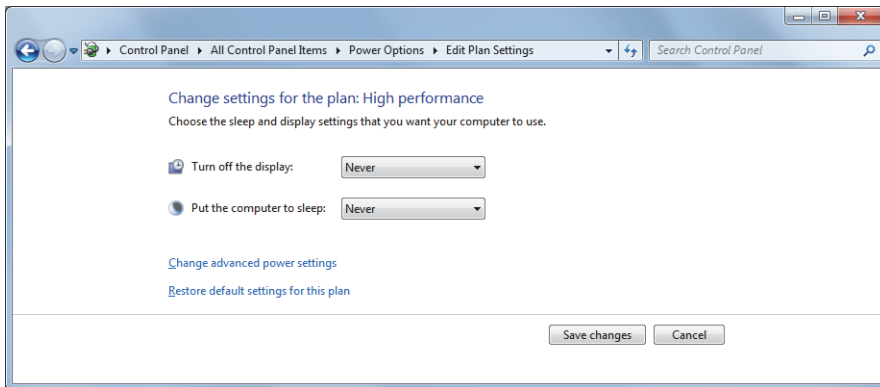 Control Panel All Control Panel Items Power Options Edit Plan Settings Search Control Panel
Change settings for the plan: High performance
Choose the sleep and display settings that you want your computer to use.
Turn off the display: Never
Put the computer to sleep: Never
Change advanced power settings
Restore default settings for this plan
Save changes Cancel